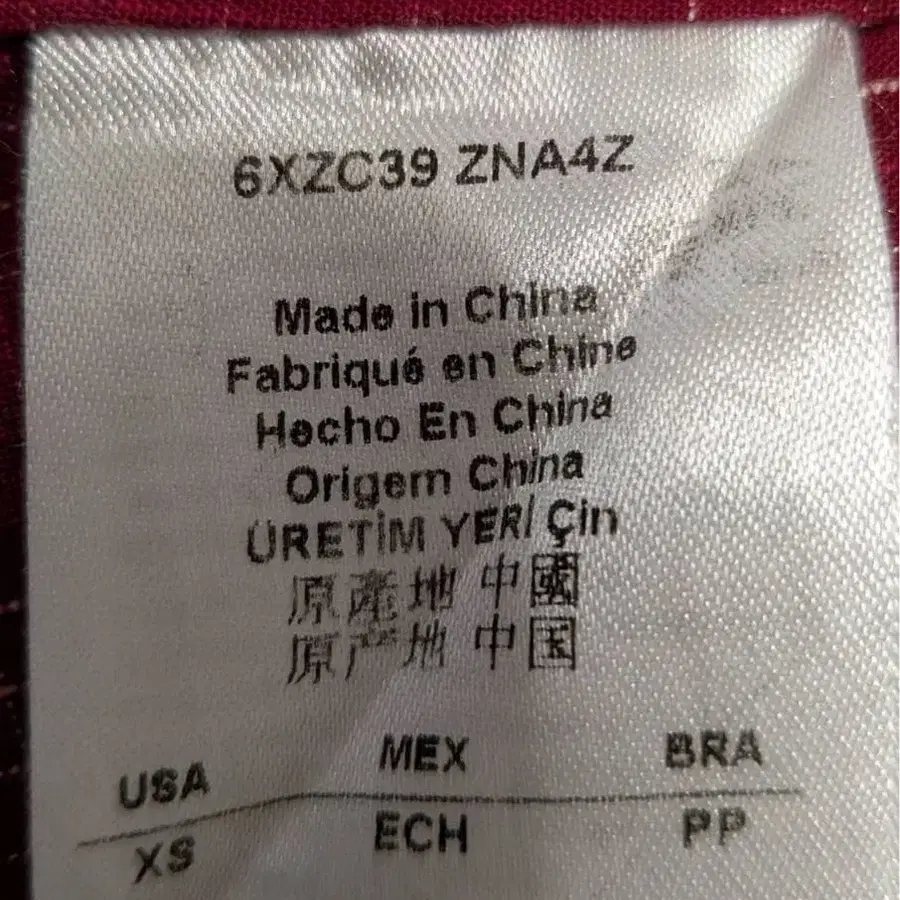 6XZC39 ZNA4Z
Made in China
Fabriqué en Chine
Hecho En China
Origem China
ÜRETİM YERİ Çin
原產地 中國
原产地 中国
USA MEX BRA
XS ECH PP